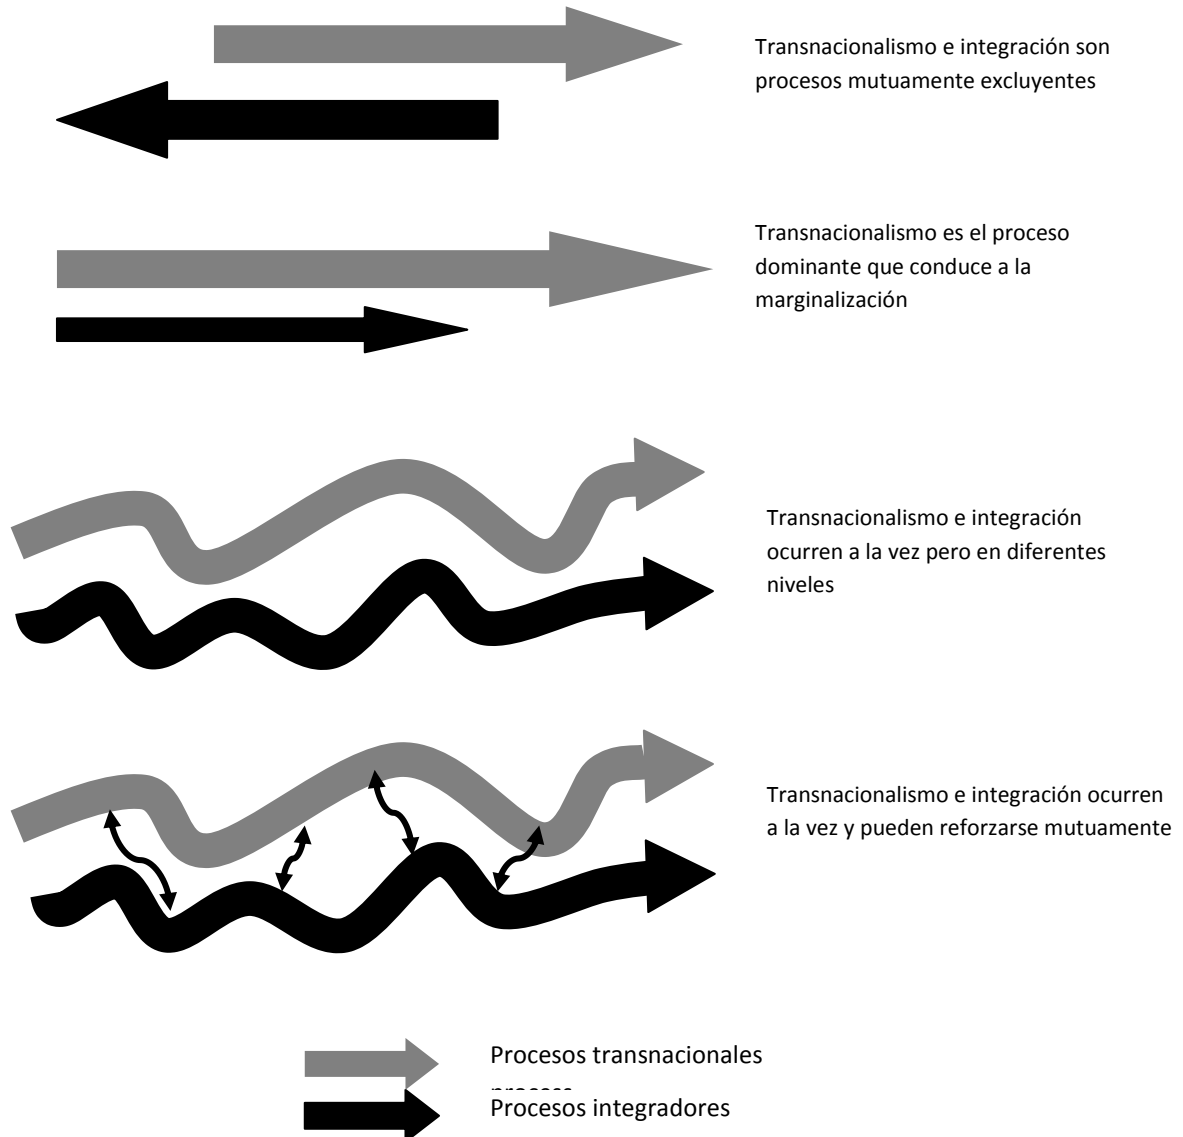 Transnacionalismo e integración son
procesos mutuamente excluyentes
Transnacionalismo es el proceso
dominante que conduce a la
marginalización
Transnacionalismo e integración
ocurren a la vez pero en diferentes
niveles
Transnacionalismo e integración ocurren
a la vez y pueden reforzarse mutuamente
Procesos transnacionales
Procesos integradores